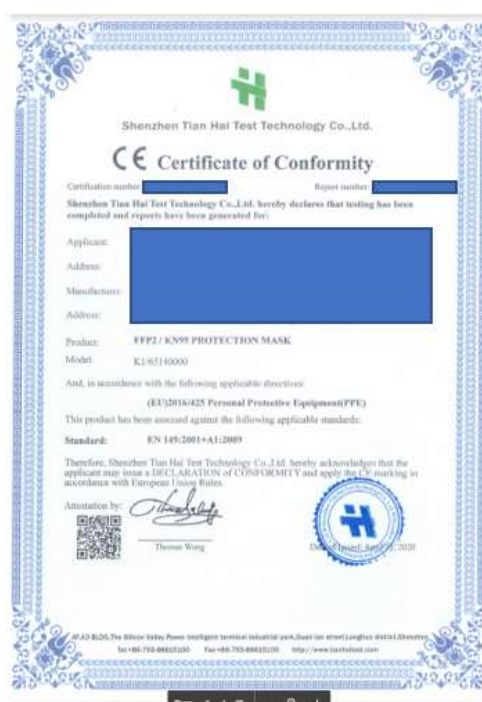 Shenzhen Tian Hai Test Technology Co.,Ltd.
CE Certificate of Conformity
Certification number: Report number:
Shenzhen Tian Hai Test Technology Co.,Ltd. hereby declares that testing has been
completed and reports have been generated for:
Applicant:
Address:
Manufacturer:
Address:
Product: FFP2 / KN95 PROTECTION MASK
Model: K1/65140000
And, in accordance with the following applicable directives:
(EU)2016/425 Personal Protective Equipment(PPE)
This product has been assessed against the following applicable standards:
Standard: EN 149:2001+A1:2009
Therefore, Shenzhen Tian Hai Test Technology Co.,Ltd. hereby acknowledges that the
applicant may issue a DECLARATION of CONFORMITY and apply the CE marking in
accordance with European Union Rules.
Attestation by:
Thomas Wong
2020